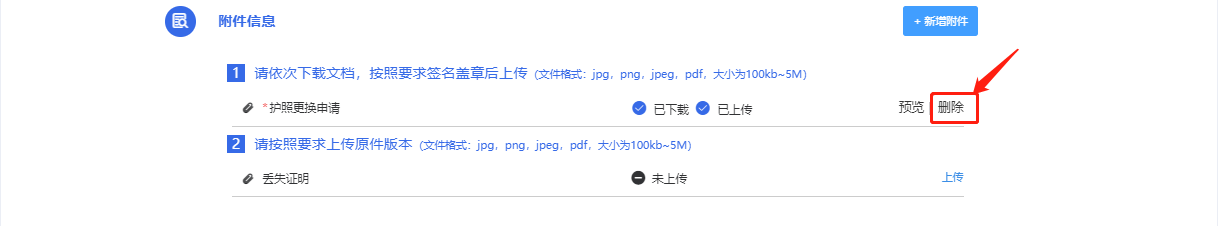 附件信息
+ 新增附件
1 请依次下载文档，按照要求签名盖章后上传（文件格式：jpg，png，jpeg，pdf，大小为100kb~5M）
*护照更换申请 已下载 已上传 预览 删除
2 请按照要求上传原件版本（文件格式：jpg，png，jpeg，pdf，大小为100kb~5M）
丢失证明 未上传 上传